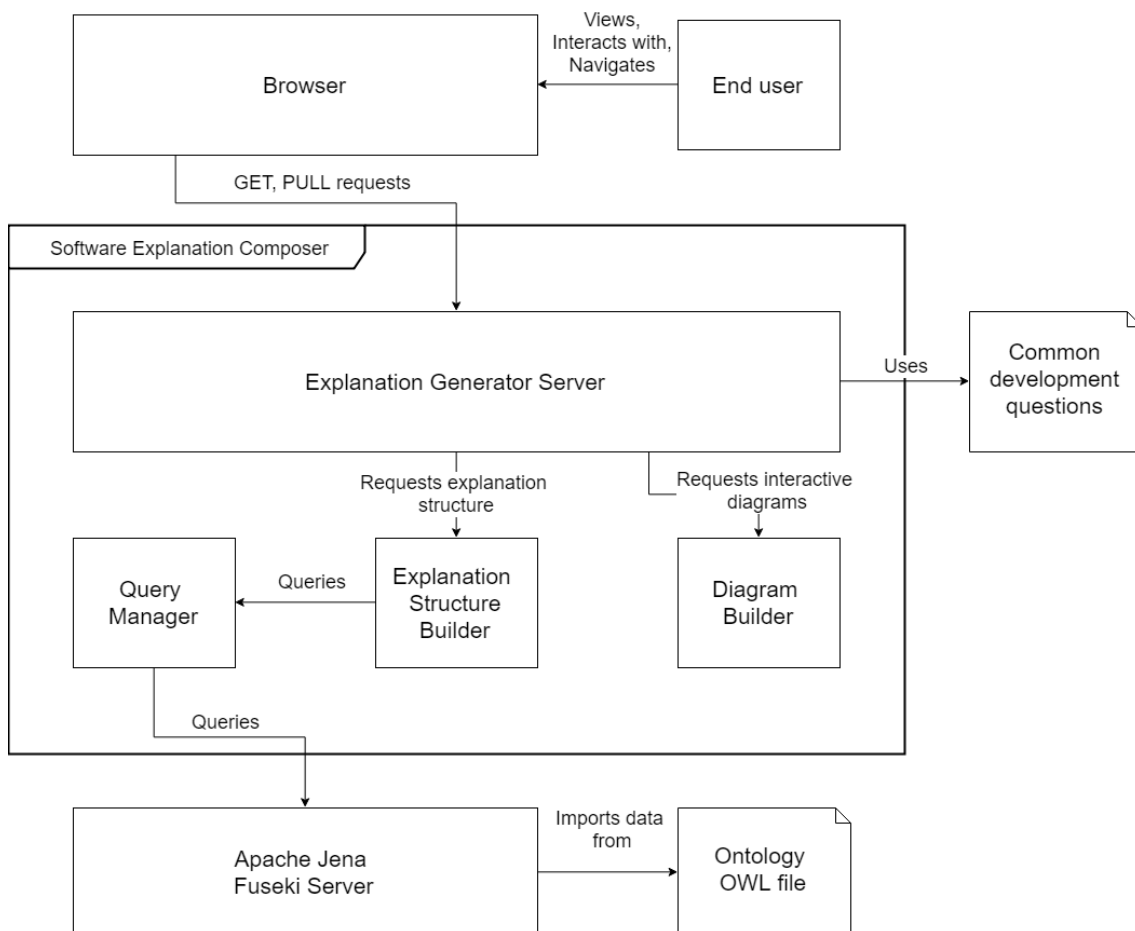 Views,
Interacts with,
Navigates
Browser
End user
GET, PULL requests
Software Explanation Composer
Explanation Generator Server
Uses
Common
development
questions
Requests explanation
structure
Requests interactive
diagrams
Query
Manager
Queries
Explanation
Structure
Builder
Diagram
Builder
Queries
Apache Jena
Fuseki Server
Imports data
from
Ontology
OWL file